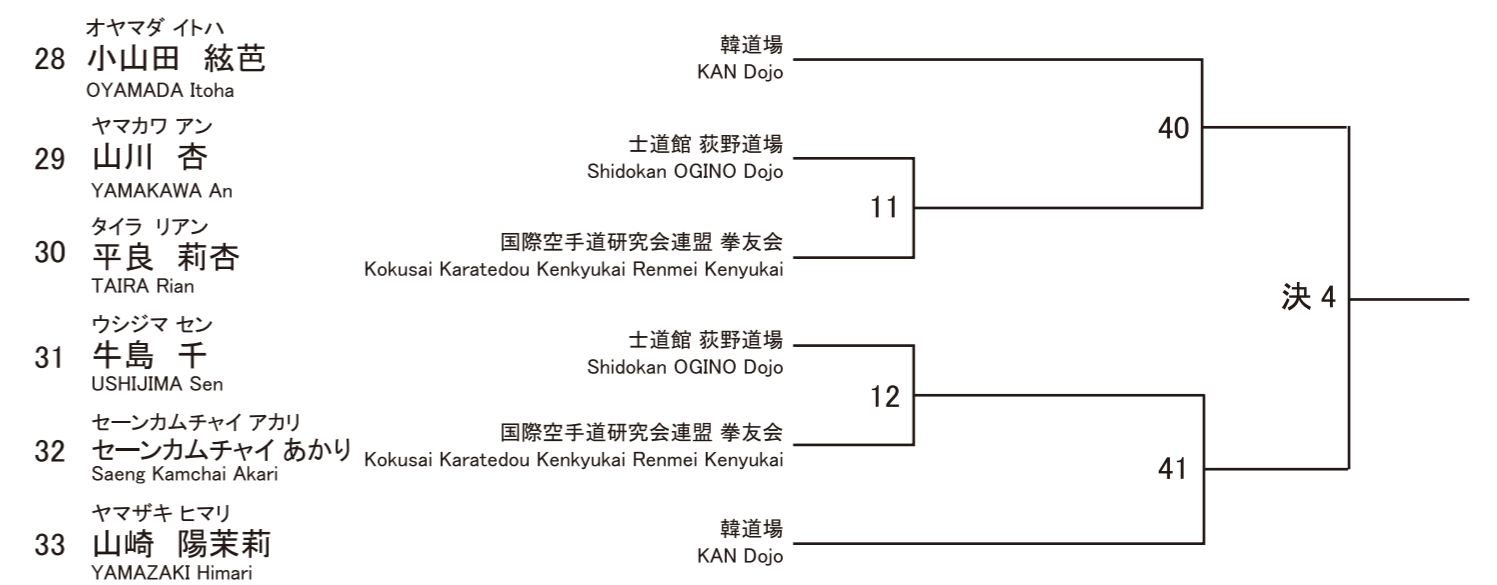 オヤマダ イトハ
28 小山田 絃芭
OYAMADA Itoha
韓道場
KAN Dojo
ヤマカワ アン
29 山川 杏
YAMAKAWA An
士道館 荻野道場
Shidokan OGINO Dojo
タイラ リアン
30 平良 莉杏
TAIRA Rian
国際空手道研究会連盟 拳友会
Kokusai Karatedou Kenkyukai Renmei Kenyukai
ウシジマ セン
31 牛島 千
USHIJIMA Sen
士道館 荻野道場
Shidokan OGINO Dojo
セーンカムチャイ アカリ
32 セーンカムチャイ あかり
Saeng Kamchai Akari
国際空手道研究会連盟 拳友会
Kokusai Karatedou Kenkyukai Renmei Kenyukai
ヤマザキ ヒマリ
33 山崎 陽茉莉
YAMAZAKI Himari
韓道場
KAN Dojo
11
12
40
41
決 4